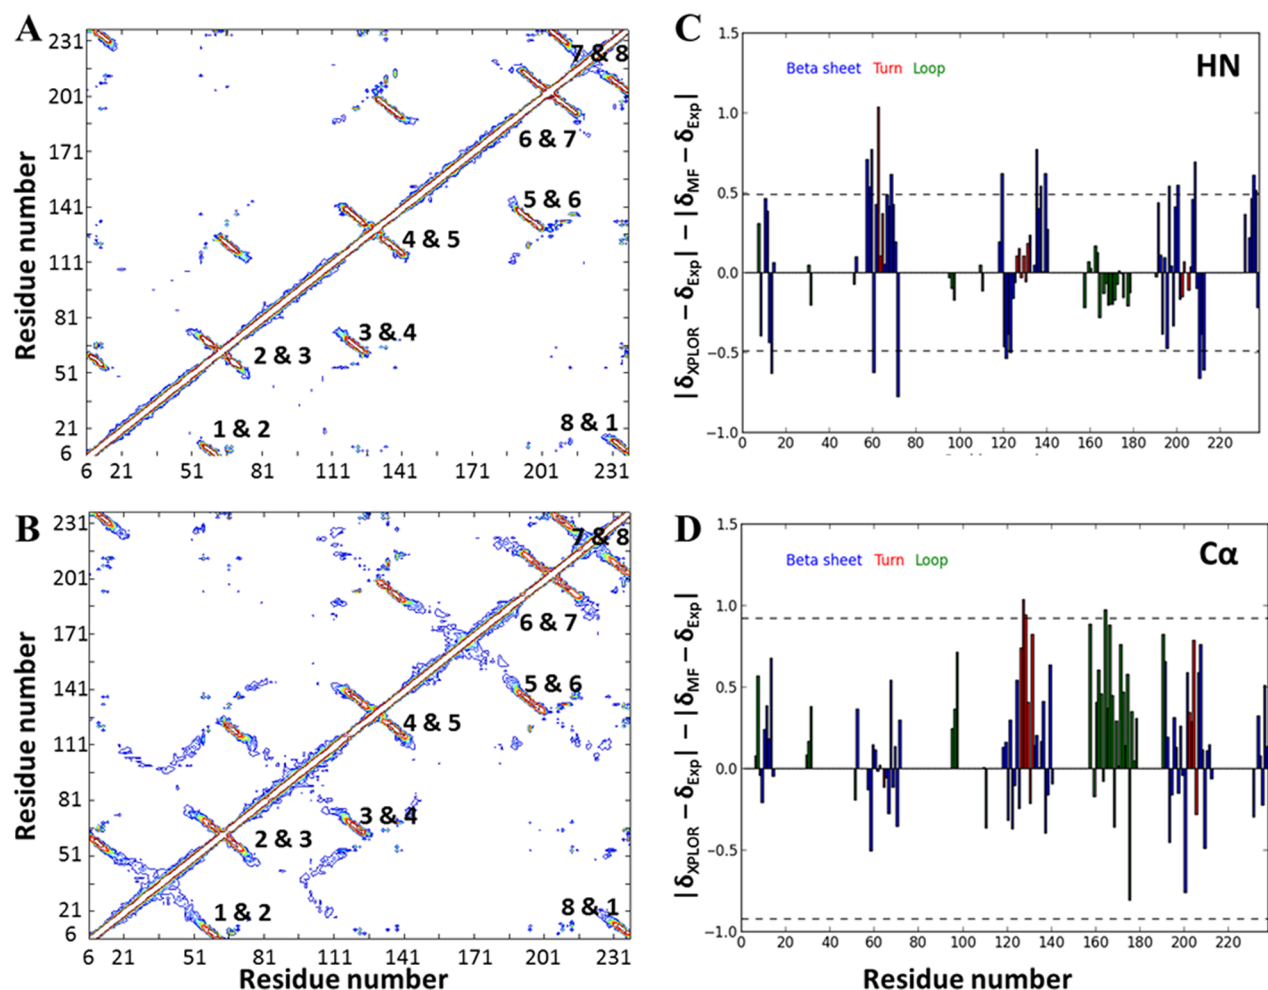 A
Residue number
231
201
171
141
111
81
51
21
6
7 & 8
6 & 7
5 & 6
4 & 5
3 & 4
2 & 3
1 & 2
8 & 1
6 21 51 81 111 141 171 201 231
C
|δXPLOR − δExp| − |δMF − δExp|
1.5
1.0
0.5
0.0
−0.5
−1.0
Beta sheet Turn Loop
HN
0 20 40 60 80 100 120 140 160 180 200 220
B
Residue number
231
201
171
141
111
81
51
21
6
7 & 8
6 & 7
5 & 6
4 & 5
3 & 4
2 & 3
1 & 2
8 & 1
6 21 51 81 111 141 171 201 231
Residue number
D
|δXPLOR − δExp| − |δMF − δExp|
1.5
1.0
0.5
0.0
−0.5
−1.0
Beta sheet Turn Loop
Cα
0 20 40 60 80 100 120 140 160 180 200 220
Residue number